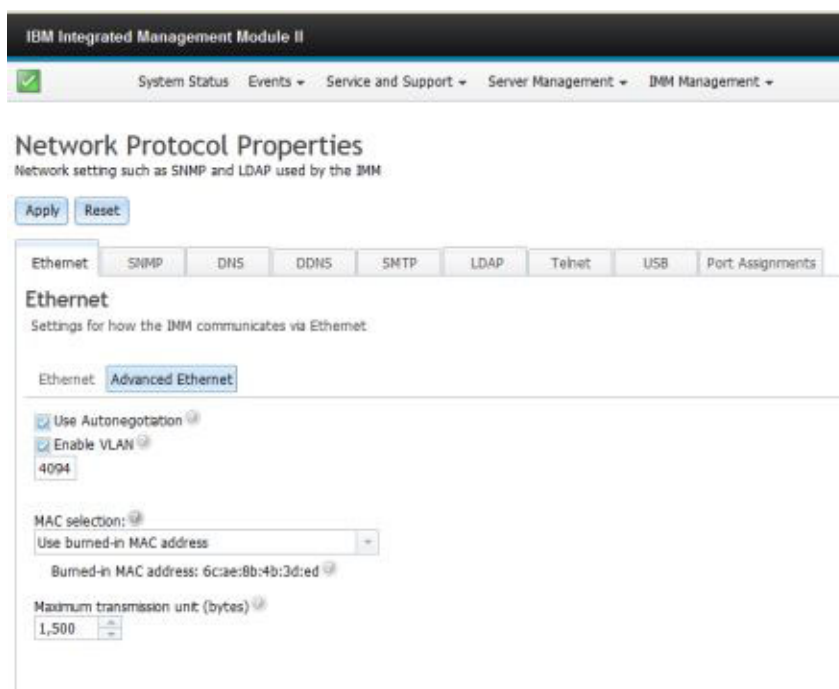 IBM Integrated Management Module II
System Status Events Service and Support Server Management IMM Management
Network Protocol Properties
Network setting such as SNMP and LDAP used by the IMM
Apply Reset
Ethernet SNMP DNS DDNS SMTP LDAP Telnet USB Port Assignments
Ethernet
Settings for how the IMM communicates via Ethernet
Ethernet Advanced Ethernet
Use Autonegotiation
Enable VLAN
4094
MAC selection:
Use burned-in MAC address
Burned-in MAC address: 6c:ae:8b:4b:3d:ed
Maximum transmission unit (bytes)
1,500